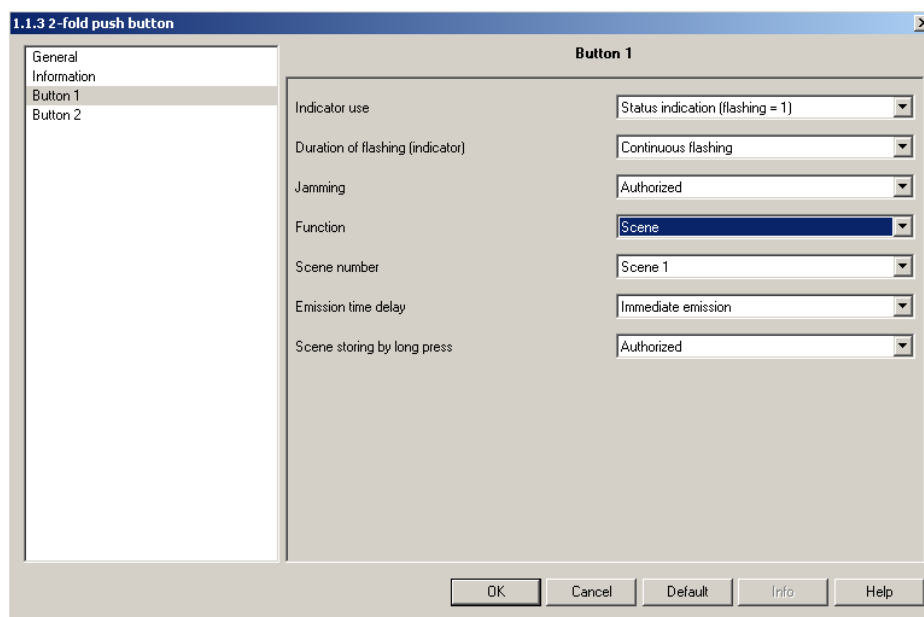 1.1.3 2-fold push button
General
Information
Button 1
Button 2
Button 1
Indicator use Status indication (flashing = 1)
Duration of flashing (indicator) Continuous flashing
Jamming Authorized
Function Scene
Scene number Scene 1
Emission time delay Immediate emission
Scene storing by long press Authorized
OK Cancel Default Info Help